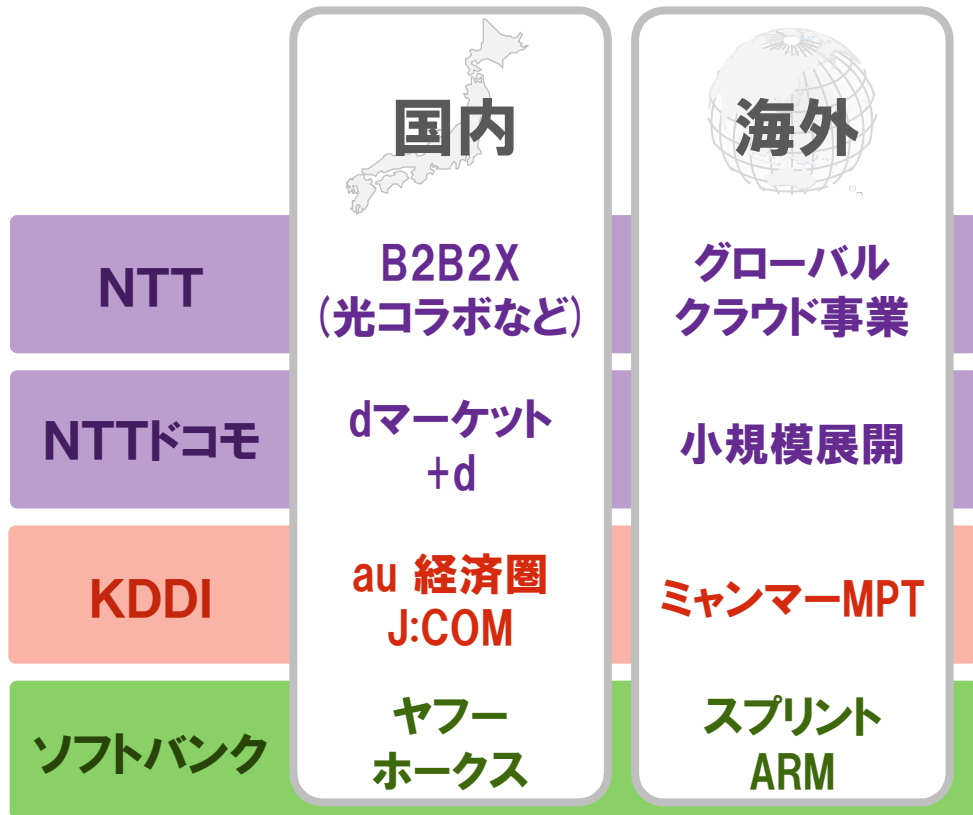 国内
海外
NTT
B2B2X
(光コラボなど)
グローバル
クラウド事業
NTTドコモ
dマーケット
+d
小規模展開
KDDI
au 経済圏
J:COM
ミャンマーMPT
ソフトバンク
ヤフー
ホークス
スプリント
ARM